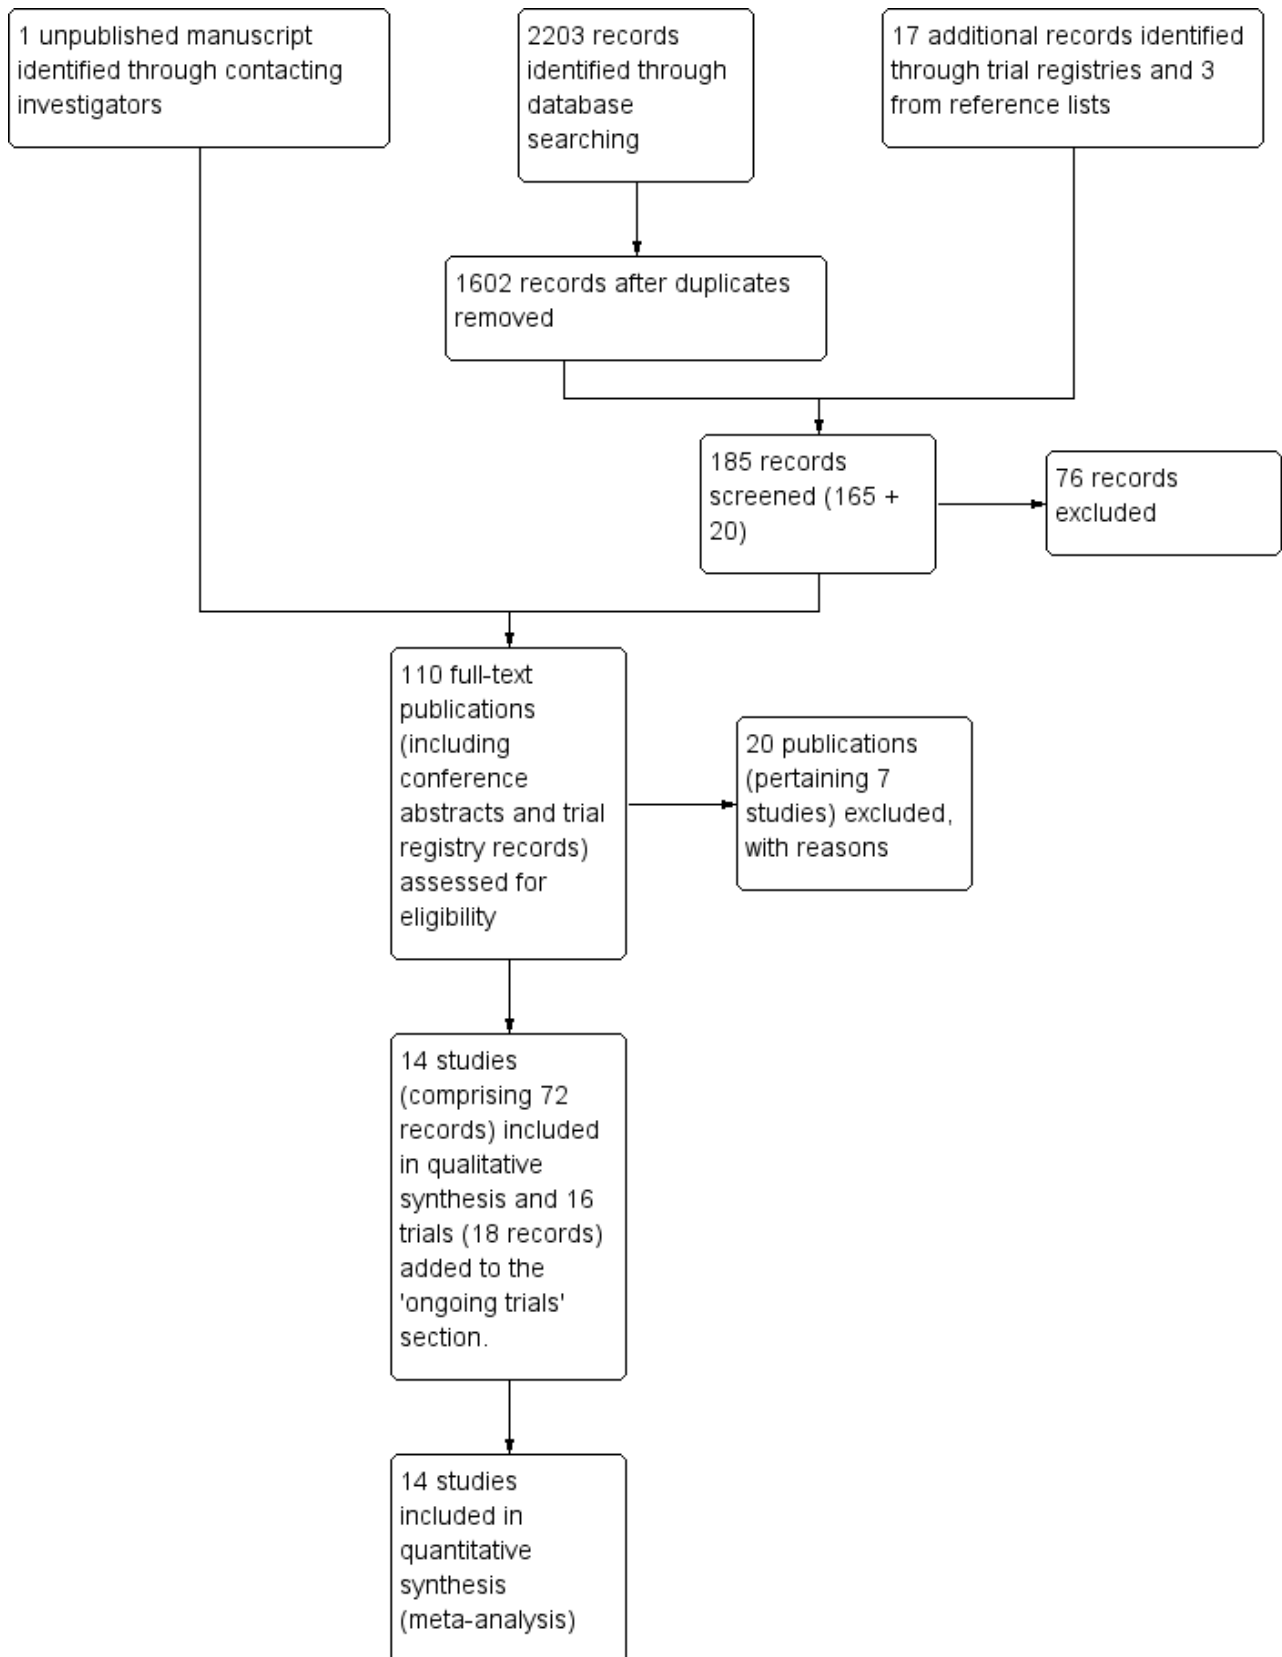 1 unpublished manuscript
identified through contacting
investigators
2203 records
identified through
database
searching
17 additional records identified
through trial registries and 3
from reference lists
1602 records after duplicates
removed
185 records
screened (165 +
20)
76 records
excluded
110 full-text
publications
(including
conference
abstracts and trial
registry records)
assessed for
eligibility
20 publications
(pertaining 7
studies) excluded,
with reasons
14 studies
(comprising 72
records) included
in qualitative
synthesis and 16
trials (18 records)
added to the
'ongoing trials'
section.
14 studies
included in
quantitative
synthesis
(meta-analysis)